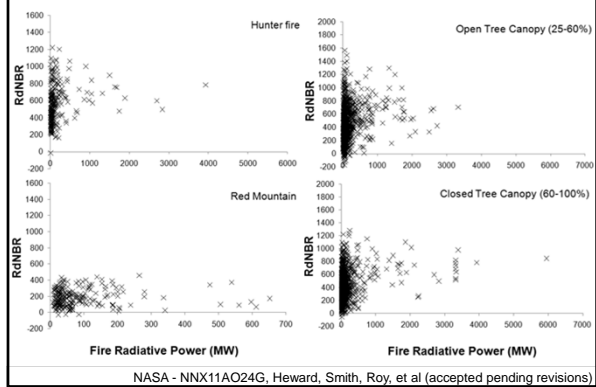 Hunter fire
RdNBR
1600
1400
1200
1000
800
600
400
200
0
-200
0 1000 2000 3000 4000 5000 6000
Open Tree Canopy (25-60%)
RdNBR
2000
1800
1600
1400
1200
1000
800
600
400
200
0
-200
0 1000 2000 3000 4000 5000 6000 7000
Red Mountain
RdNBR
1600
1400
1200
1000
800
600
400
200
0
-200
0 100 200 300 400 500 600 700
Fire Radiative Power (MW)
Closed Tree Canopy (60-100%)
RdNBR
2000
1800
1600
1400
1200
1000
800
600
400
200
0
-200
0 1000 2000 3000 4000 5000 6000 7000
Fire Radiative Power (MW)
NASA - NNX11AO24G, Heward, Smith, Roy, et al (accepted pending revisions)